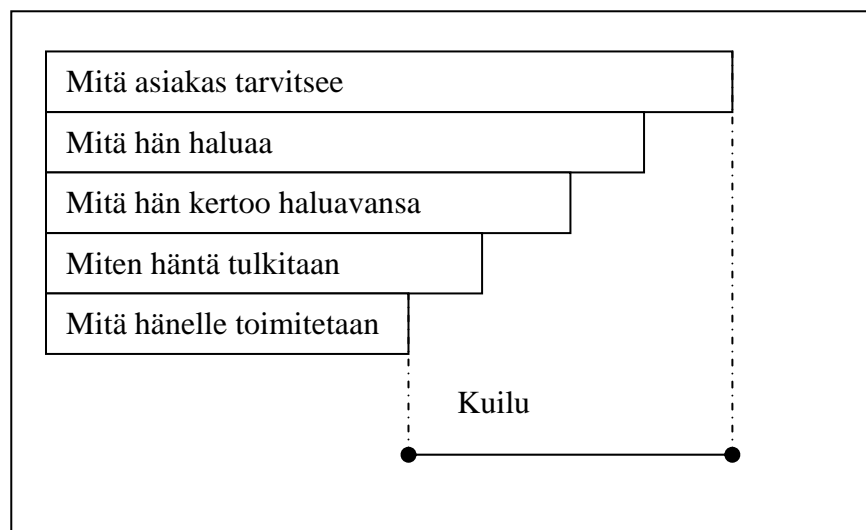 Mitä asiakas tarvitsee
Mitä hän haluaa
Mitä hän kertoo haluavansa
Miten häntä tulkitaan
Mitä hänelle toimitetaan
Kuilu